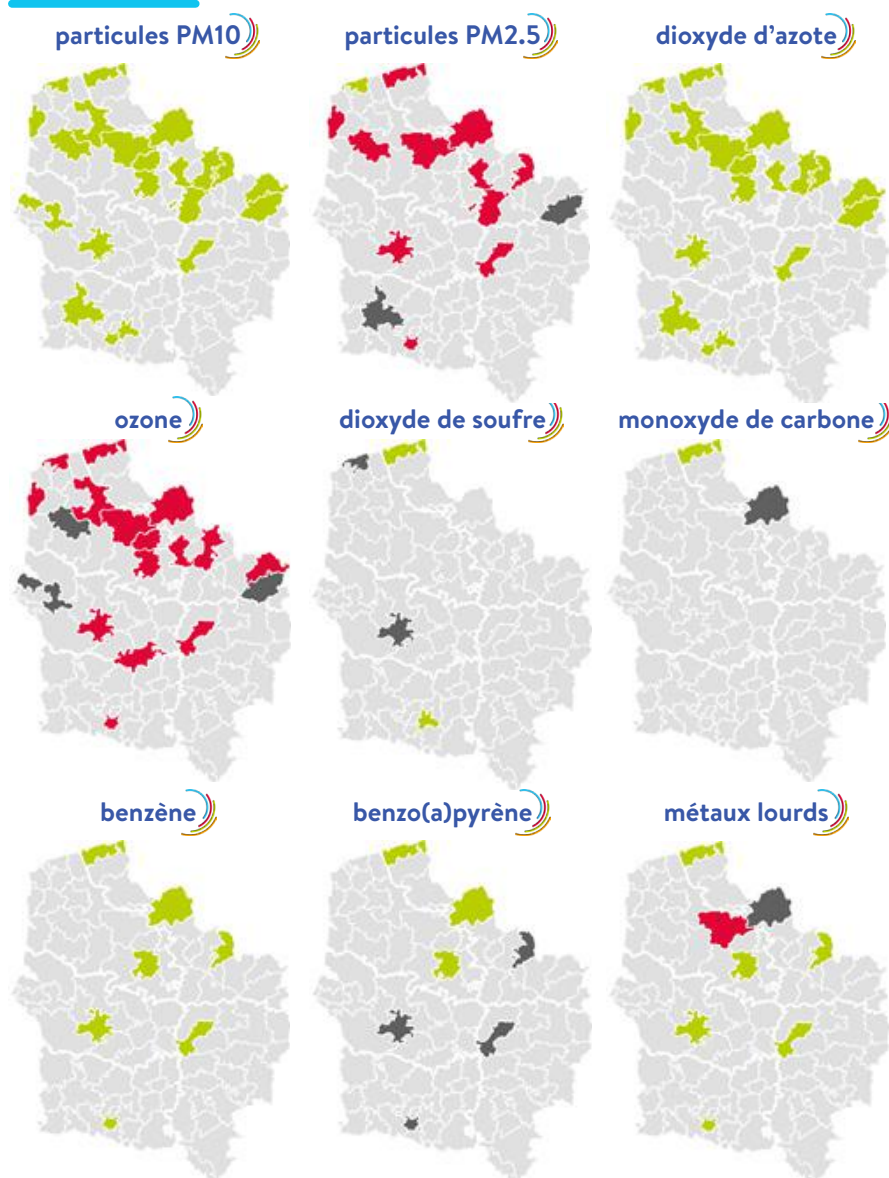 particules PM10
particules PM2.5
dioxyde d'azote
ozone
dioxyde de soufre
monoxyde de carbone
benzène
benzo(a)pyrène
métaux lourds